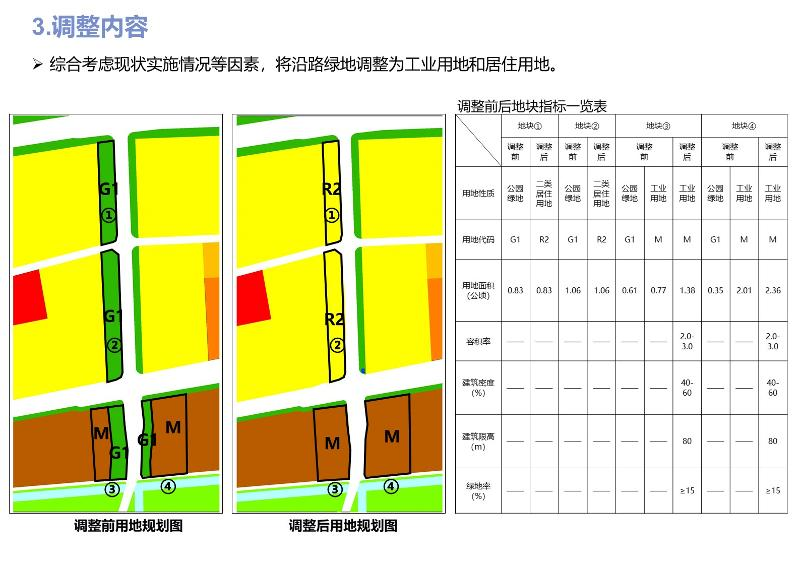 3.调整内容
➢ 综合考虑现状实施情况等因素，将沿路绿地调整为工业用地和居住用地。
G1
①
G1
②
M
G1
G1
M
③
④
调整前用地规划图
R2
①
R2
②
M
M
③
④
调整后用地规划图
调整前后地块指标一览表
地块① 地块② 地块③ 地块④
调整前 调整后 调整前 调整后 调整前 调整后 调整前 调整后
用地性质 公园绿地 二类居住用地 公园绿地 二类居住用地 公园绿地 工业用地 工业用地 公园绿地 工业用地 工业用地
用地代码 G1 R2 G1 R2 G1 M M G1 M M
用地面积（公顷） 0.83 0.83 1.06 1.06 0.61 0.77 1.38 0.35 2.01 2.36
容积率 —— —— —— —— —— —— 2.0-3.0 —— —— 2.0-3.0
建筑密度（%） —— —— —— —— —— —— 40-60 —— —— 40-60
建筑限高（m） —— —— —— —— —— —— 80 —— —— 80
绿地率（%） —— —— —— —— —— —— ≥15 —— —— ≥15